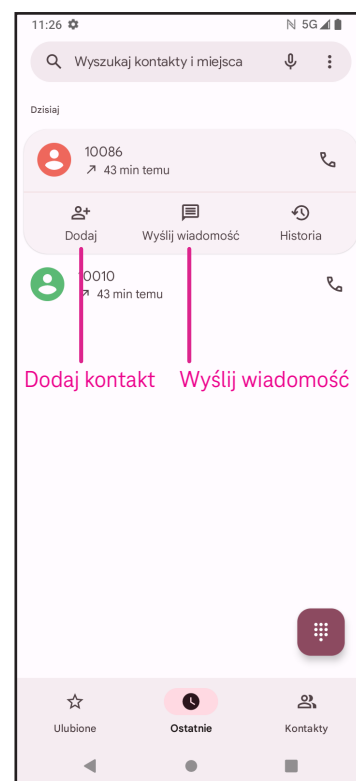 11:26 5G
Wyszukaj kontakty i miejsca
Dzisiaj
10086
43 min temu
Dodaj Wyślij wiadomość Historia
10010
43 min temu
Dodaj kontakt Wyślij wiadomość
Ulubione Ostatnie Kontakty